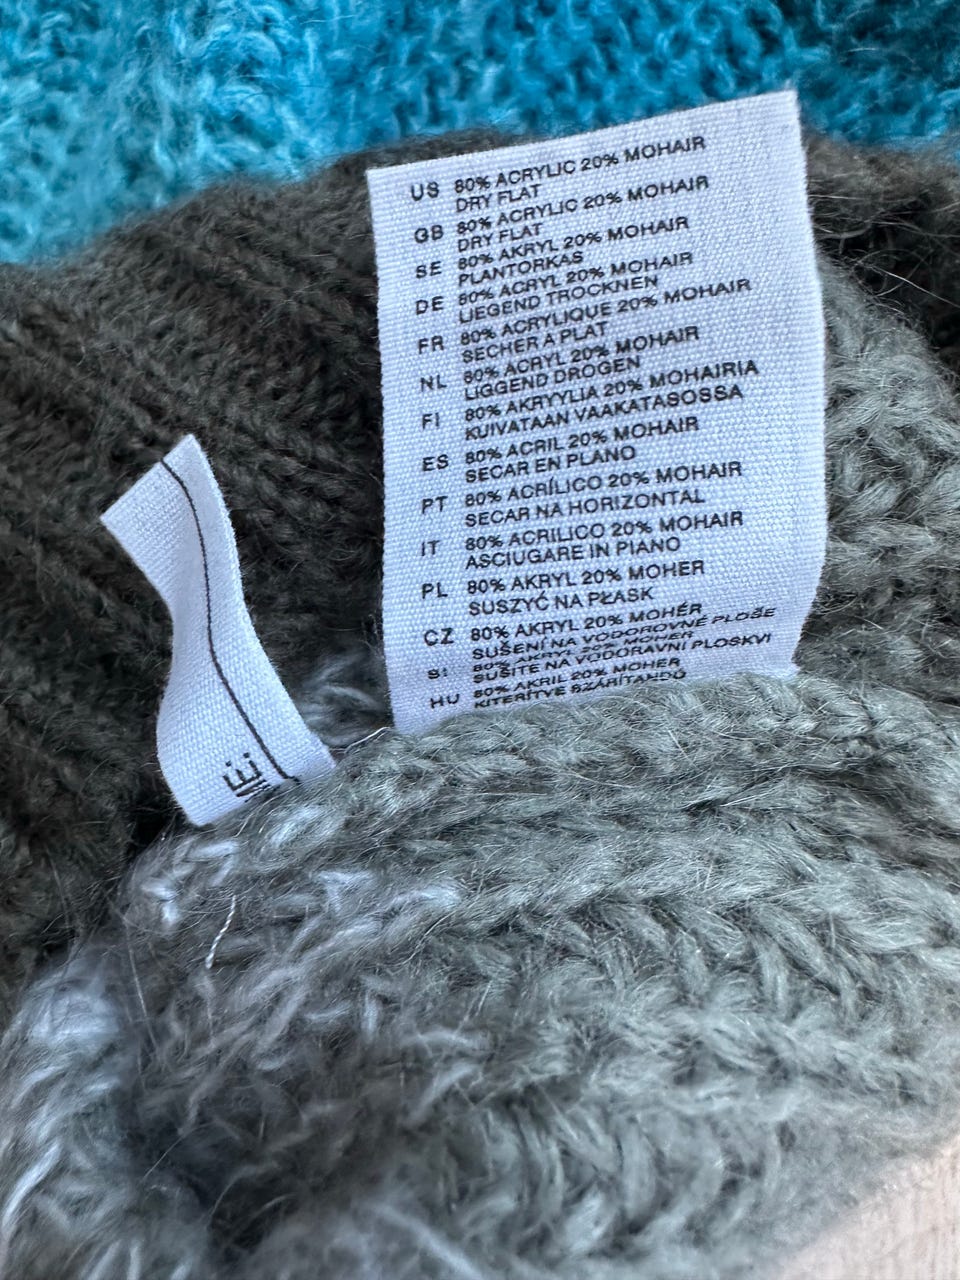 US 80% ACRYLIC 20% MOHAIR
DRY FLAT
GB 80% ACRYLIC 20% MOHAIR
DRY FLAT
SE 80% AKRYL 20% MOHAIR
PLANTORKAS
DE 80% ACRYL 20% MOHAIR
LIEGEND TROCKNEN
FR 80% ACRYLIQUE 20% MOHAIR
SECHER A PLAT
NL 80% ACRYL 20% MOHAIR
LIGGEND DROGEN
FI 80% AKRYYLIA 20% MOHAIRIA
KUIVATAAN VAAKATASOSSA
ES 80% ACRIL 20% MOHAIR
SECAR EN PLANO
PT 80% ACRÍLICO 20% MOHAIR
SECAR NA HORIZONTAL
IT 80% ACRILICO 20% MOHAIR
ASCIUGARE IN PIANO
PL 80% AKRYL 20% MOHER
SUSZYĆ NA PŁASK
CZ 80% AKRYL 20% MOHÉR
SUŠENÍ NA VODOROVNÉ PLOŠE
SI 80% 20% MOHER
SUŠITE NA VODORAVNI PLOSKVI
HU 80% AKRIL 20% MOHER
KITERÍTVE SZÁRÍTANDÓ